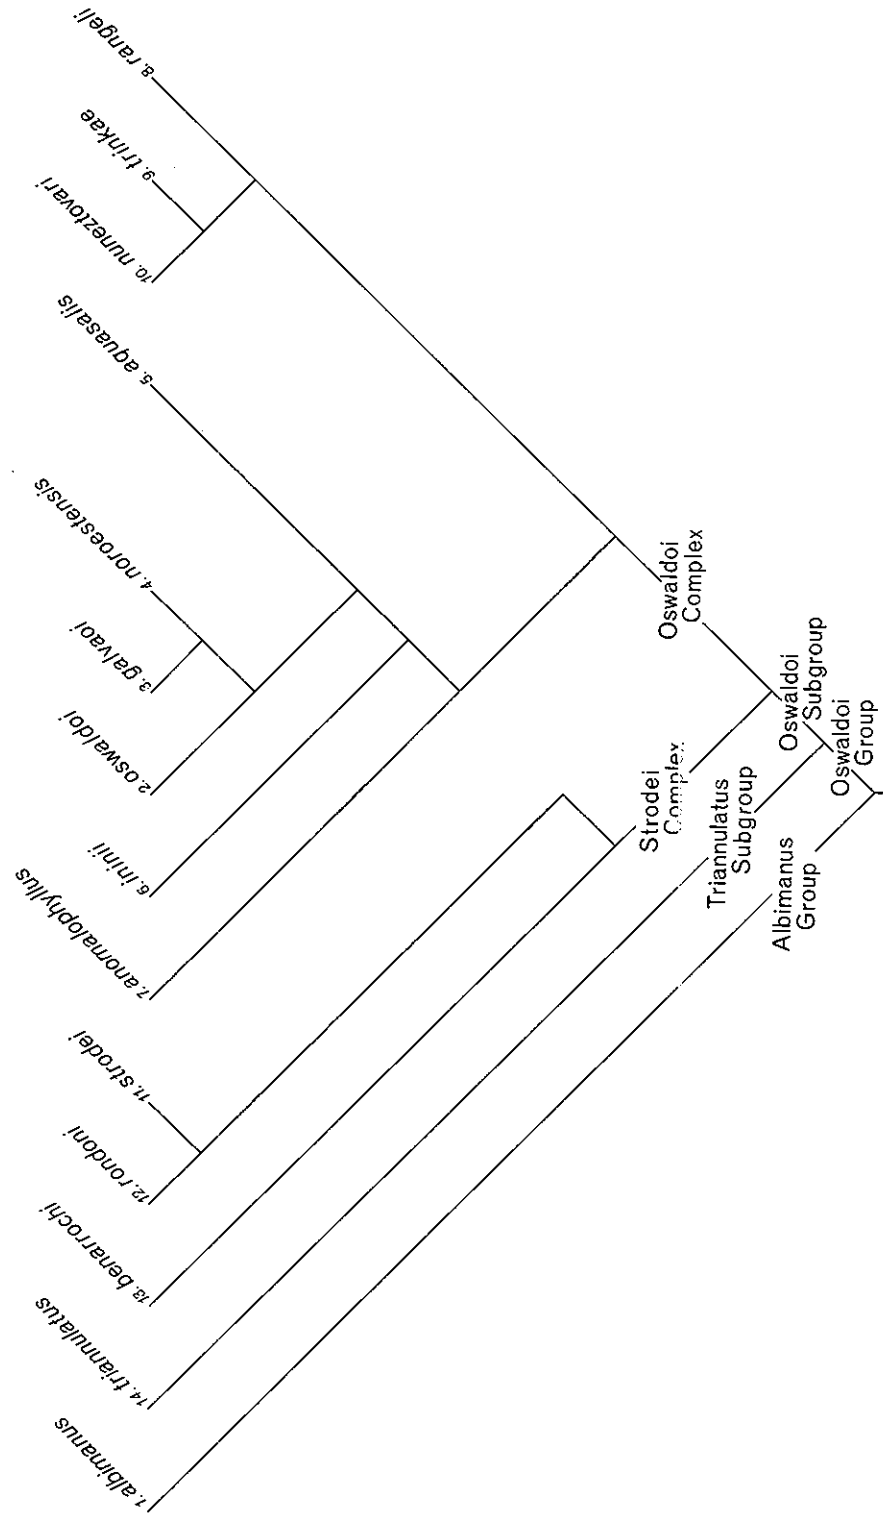 8. rangeli
9. trinkae
10. nuneztovari
5. aquasalis
4. noroestensis
3. galvaoi
2. oswaldoi
6. ininii
7. anomalophyllus
11. strodei
12. rondoni
13. benarrochi
14. triannulatus
1. albimanus
Oswaldoi
Complex
Oswaldoi
Subgroup
Oswaldoi
Group
Strodei
Complex
Triannulatus
Subgroup
Albimanus
Group